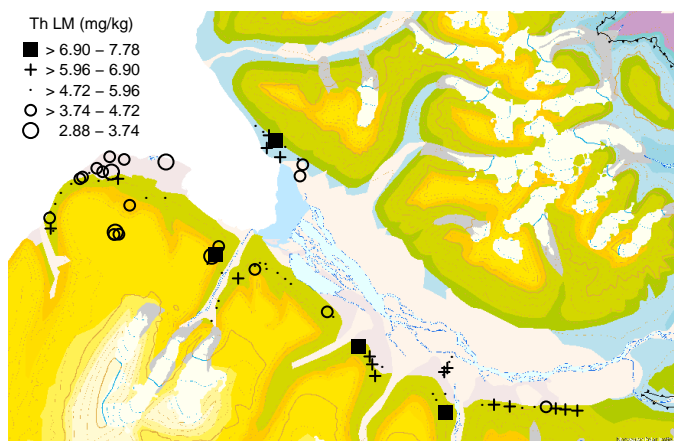 Th LM (mg/kg)
> 6.90 – 7.78
> 5.96 – 6.90
> 4.72 – 5.96
> 3.74 – 4.72
2.88 – 3.74